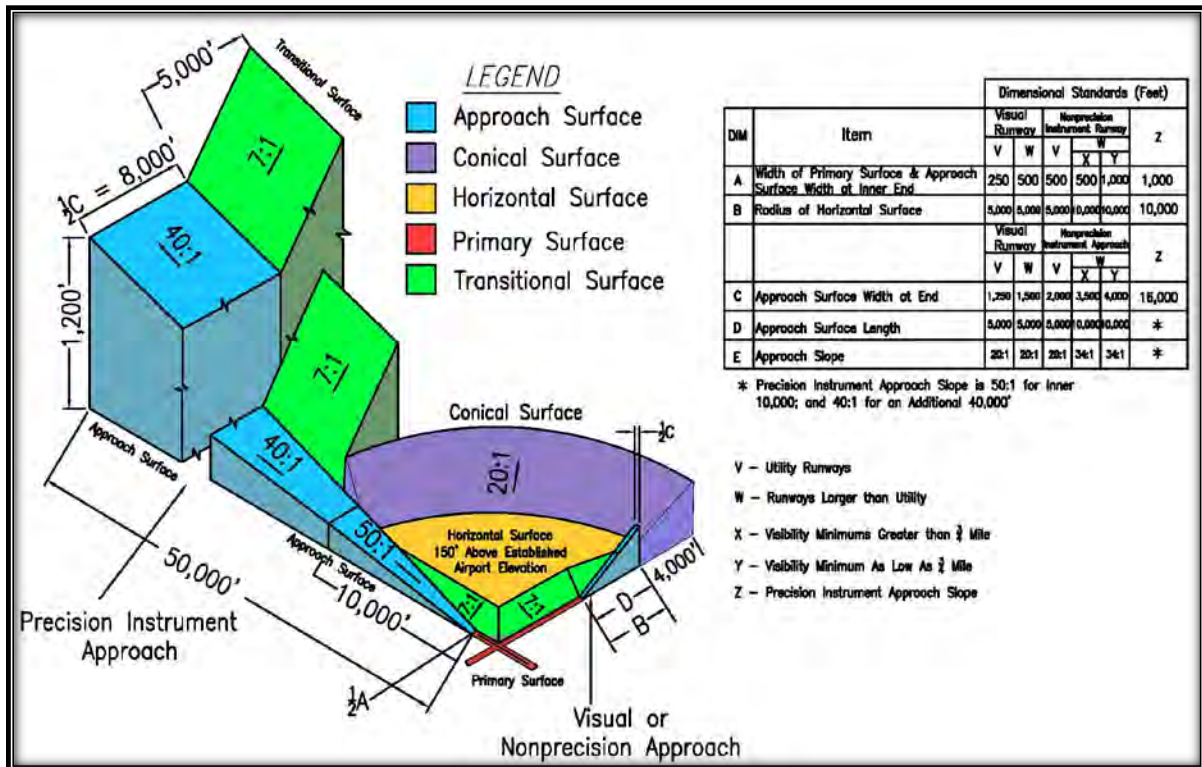 5,000'
Transitional Surface
½C = 8,000'
7:1
40:1
1,200'
Approach Surface
LEGEND
Approach Surface
Conical Surface
Horizontal Surface
Primary Surface
Transitional Surface
7:1
40:1
50:1
Approach Surface
10,000'
50,000'
Precision Instrument
Approach
½A
Conical Surface
20:1
½C
Horizontal Surface
150' Above Established
Airport Elevation
7:1
7:1
4,000'
D
B
Primary Surface
Visual or
Nonprecision Approach
Dimensional Standards (Feet)
DIM Item Visual Runway Nonprecision Instrument Runway Z
V W V W
X Y
A Width of Primary Surface & Approach Surface Width at Inner End 250 500 500 500 1,000 1,000
B Radius of Horizontal Surface 5,000 5,000 5,000 10,000 10,000 10,000
Visual Runway Nonprecision Instrument Approach Z
V W V W
X Y
C Approach Surface Width at End 1,250 1,500 2,000 3,500 4,000 16,000
D Approach Surface Length 5,000 5,000 5,000 10,000 10,000 *
E Approach Slope 20:1 20:1 20:1 34:1 34:1 *
* Precision Instrument Approach Slope is 50:1 for Inner
10,000; and 40:1 for an Additional 40,000'
V – Utility Runways
W – Runways Larger than Utility
X – Visibility Minimums Greater than ¾ Mile
Y – Visibility Minimum As Low As ¾ Mile
Z – Precision Instrument Approach Slope